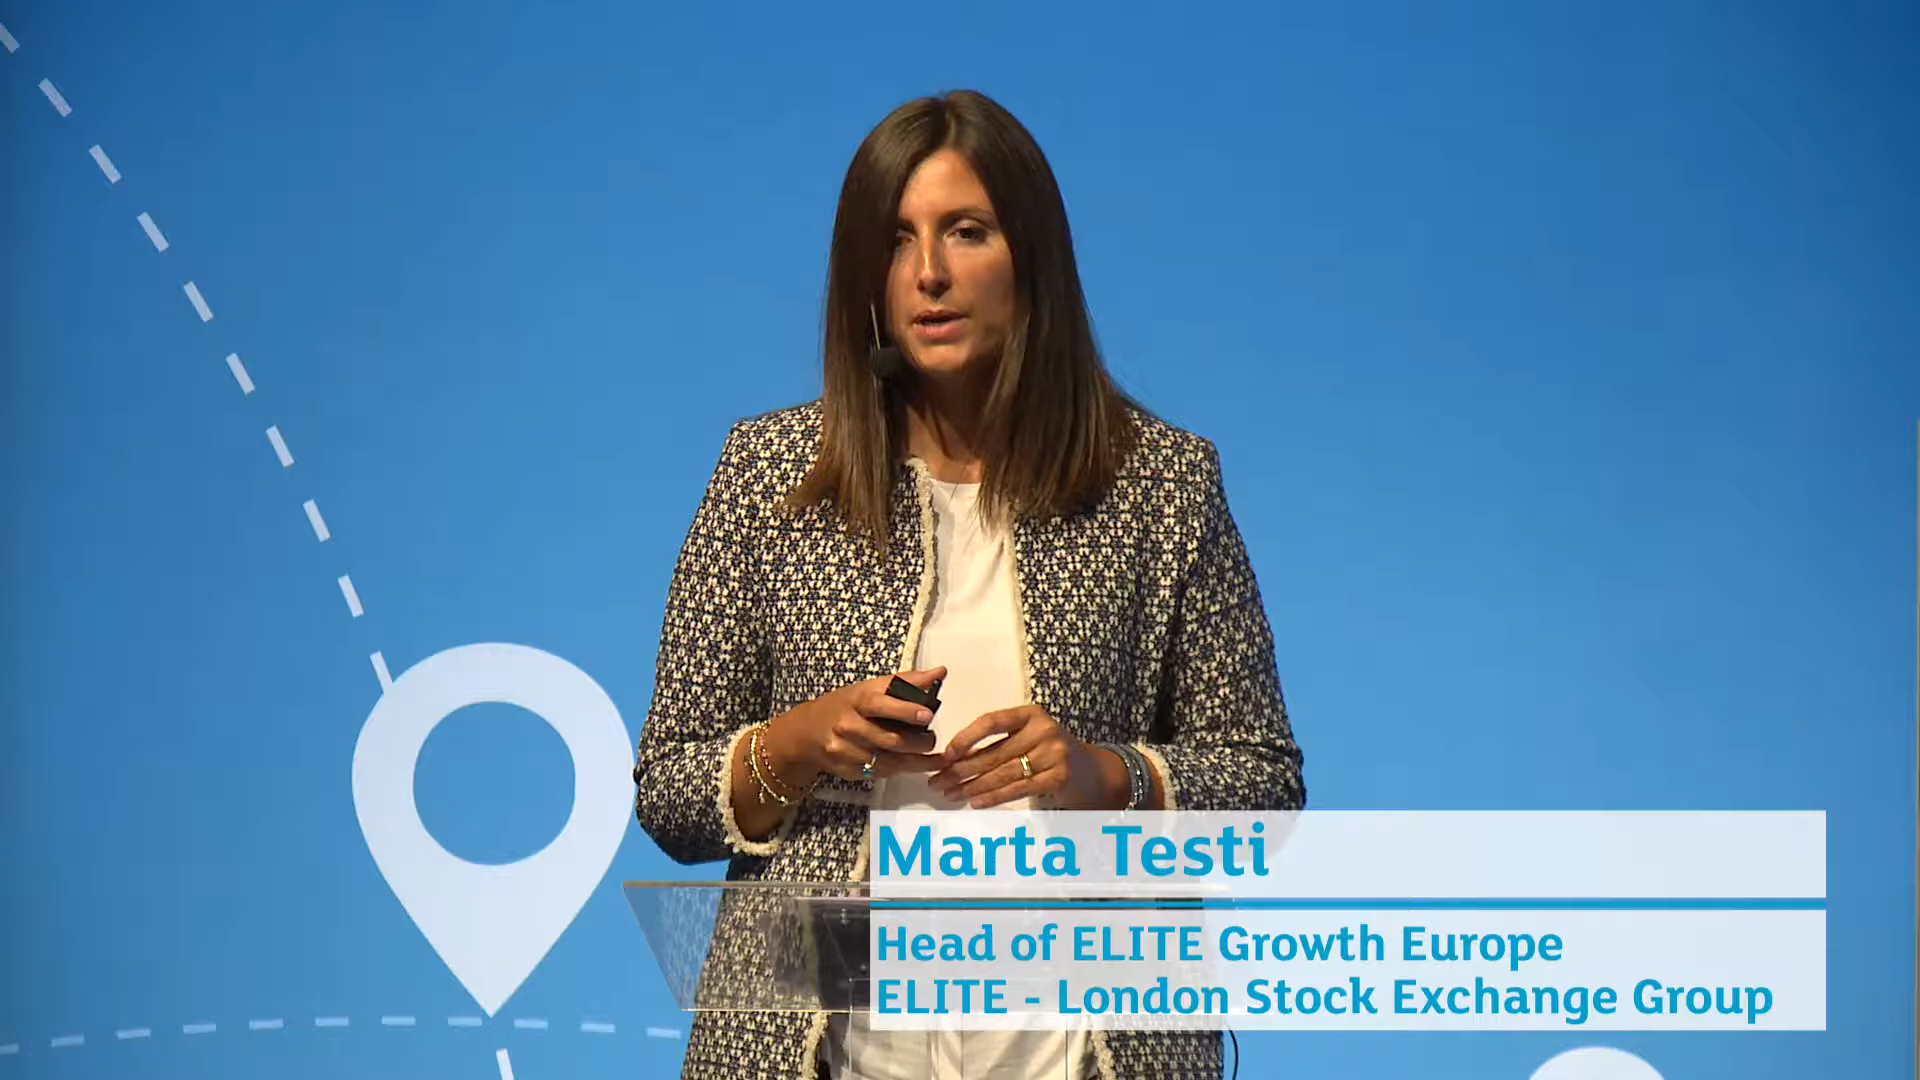 Marta Testi
Head of ELITE Growth Europe
ELITE - London Stock Exchange Group